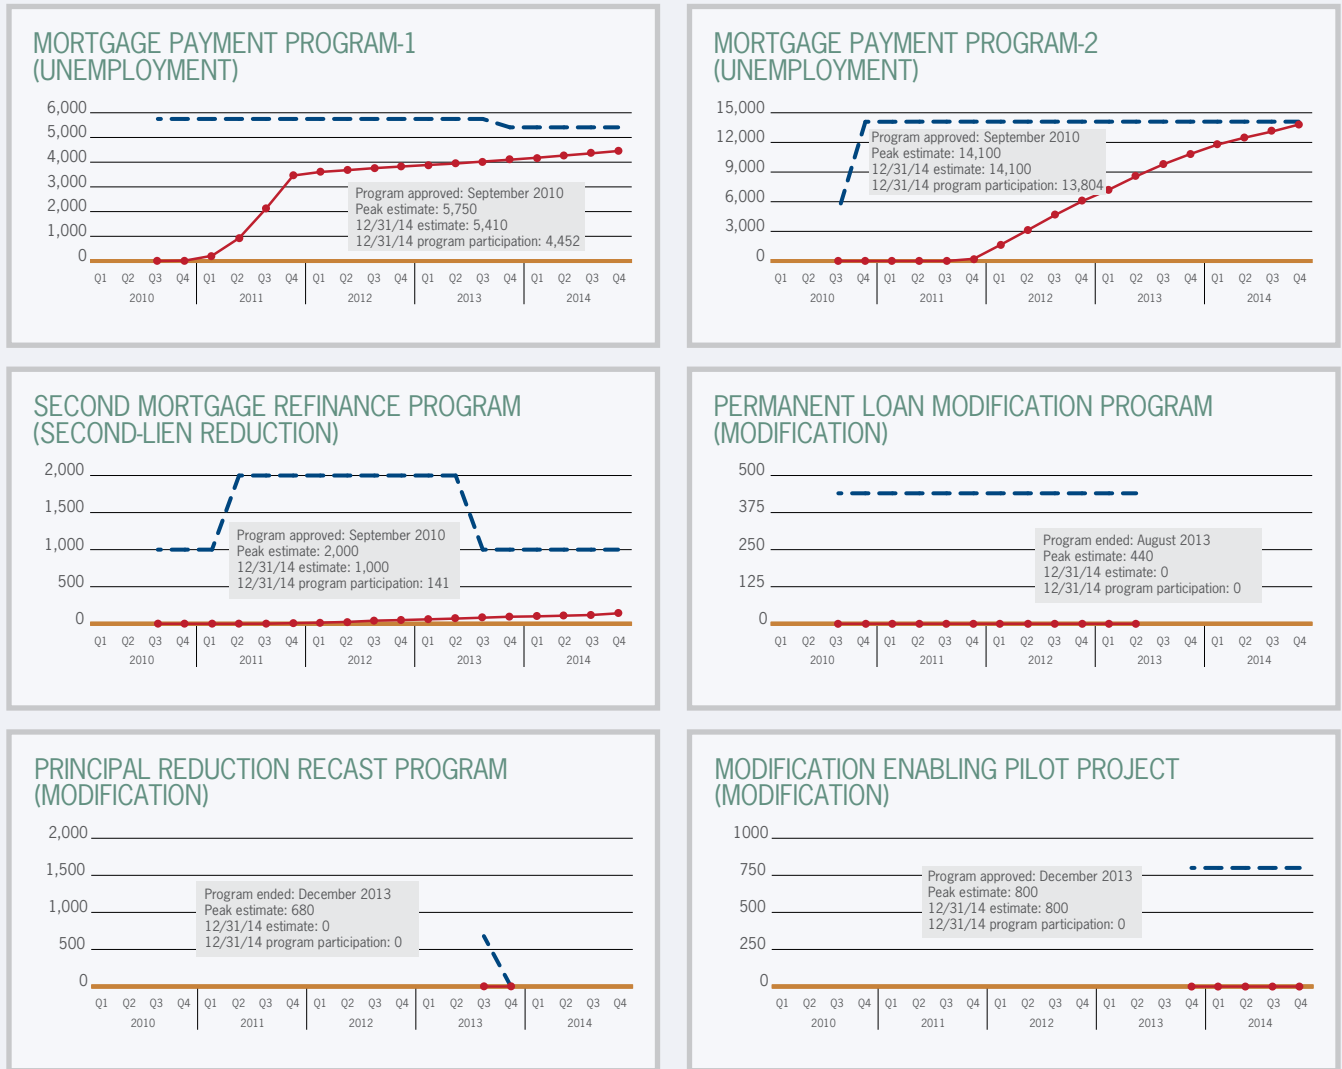 MORTGAGE PAYMENT PROGRAM-1
(UNEMPLOYMENT)
6,000
5,000
4,000
3,000
2,000
1,000
0
Program approved: September 2010
Peak estimate: 5,750
12/31/14 estimate: 5,410
12/31/14 program participation: 4,452
Q1 Q2 Q3 Q4 Q1 Q2 Q3 Q4 Q1 Q2 Q3 Q4 Q1 Q2 Q3 Q4 Q1 Q2 Q3 Q4
2010 2011 2012 2013 2014
MORTGAGE PAYMENT PROGRAM-2
(UNEMPLOYMENT)
15,000
12,000
9,000
6,000
3,000
0
Program approved: September 2010
Peak estimate: 14,100
12/31/14 estimate: 14,100
12/31/14 program participation: 13,804
Q1 Q2 Q3 Q4 Q1 Q2 Q3 Q4 Q1 Q2 Q3 Q4 Q1 Q2 Q3 Q4 Q1 Q2 Q3 Q4
2010 2011 2012 2013 2014
SECOND MORTGAGE REFINANCE PROGRAM
(SECOND-LIEN REDUCTION)
2,000
1,500
1,000
500
0
Program approved: September 2010
Peak estimate: 2,000
12/31/14 estimate: 1,000
12/31/14 program participation: 141
Q1 Q2 Q3 Q4 Q1 Q2 Q3 Q4 Q1 Q2 Q3 Q4 Q1 Q2 Q3 Q4 Q1 Q2 Q3 Q4
2010 2011 2012 2013 2014
PERMANENT LOAN MODIFICATION PROGRAM
(MODIFICATION)
500
375
250
125
0
Program ended: August 2013
Peak estimate: 440
12/31/14 estimate: 0
12/31/14 program participation: 0
Q1 Q2 Q3 Q4 Q1 Q2 Q3 Q4 Q1 Q2 Q3 Q4 Q1 Q2 Q3 Q4 Q1 Q2 Q3 Q4
2010 2011 2012 2013 2014
PRINCIPAL REDUCTION RECAST PROGRAM
(MODIFICATION)
2,000
1,500
1,000
500
0
Program ended: December 2013
Peak estimate: 680
12/31/14 estimate: 0
12/31/14 program participation: 0
Q1 Q2 Q3 Q4 Q1 Q2 Q3 Q4 Q1 Q2 Q3 Q4 Q1 Q2 Q3 Q4 Q1 Q2 Q3 Q4
2010 2011 2012 2013 2014
MODIFICATION ENABLING PILOT PROJECT
(MODIFICATION)
1000
750
500
250
0
Program approved: December 2013
Peak estimate: 800
12/31/14 estimate: 800
12/31/14 program participation: 0
Q1 Q2 Q3 Q4 Q1 Q2 Q3 Q4 Q1 Q2 Q3 Q4 Q1 Q2 Q3 Q4 Q1 Q2 Q3 Q4
2010 2011 2012 2013 2014